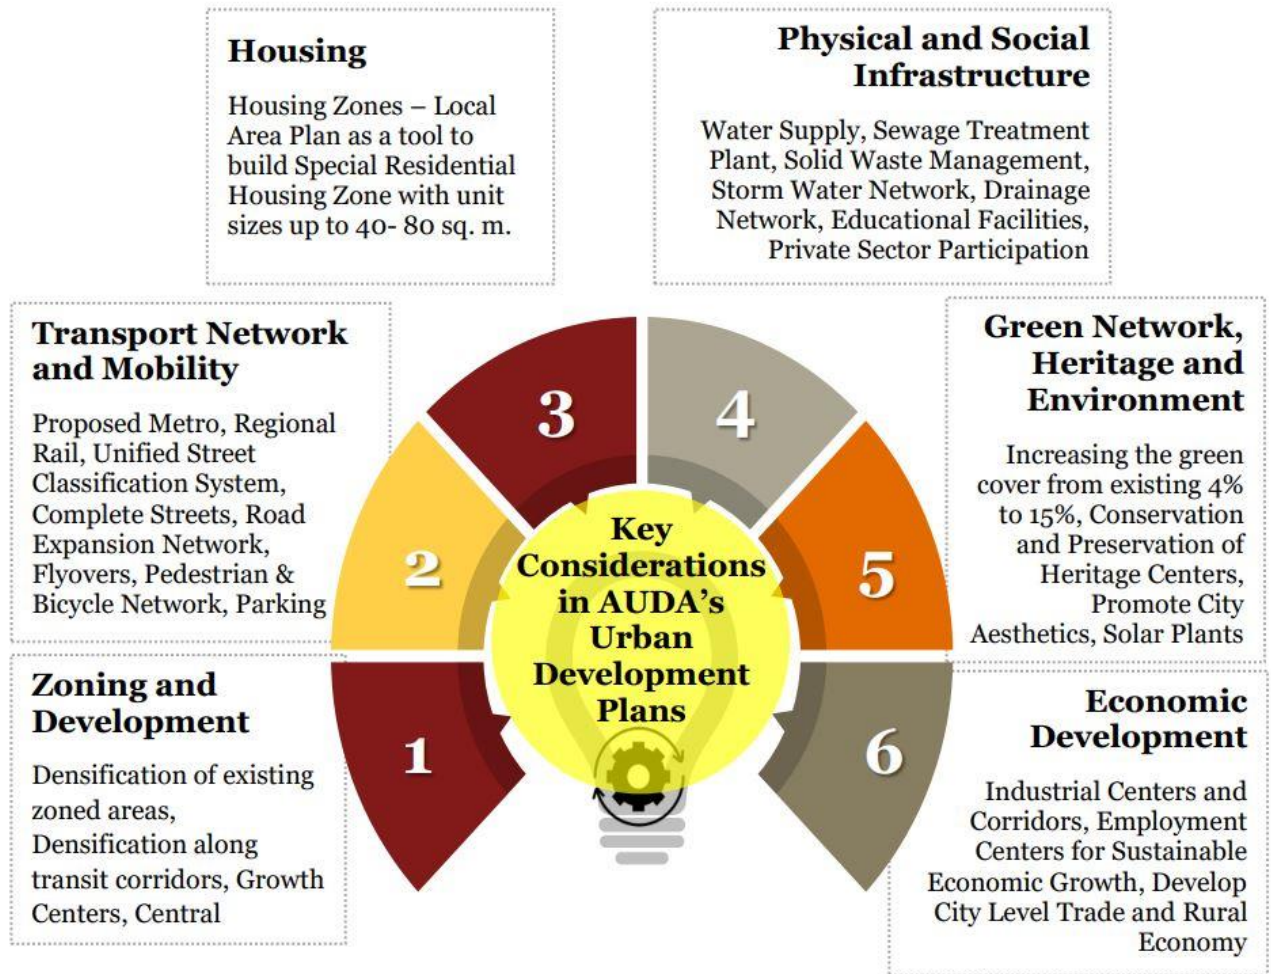 Housing
Housing Zones – Local
Area Plan as a tool to
build Special Residential
Housing Zone with unit
sizes up to 40- 80 sq. m.
Physical and Social
Infrastructure
Water Supply, Sewage Treatment
Plant, Solid Waste Management,
Storm Water Network, Drainage
Network, Educational Facilities,
Private Sector Participation
Transport Network
and Mobility
Proposed Metro, Regional
Rail, Unified Street
Classification System,
Complete Streets, Road
Expansion Network,
Flyovers, Pedestrian &
Bicycle Network, Parking
Green Network,
Heritage and
Environment
Increasing the green
cover from existing 4%
to 15%, Conservation
and Preservation of
Heritage Centers,
Promote City
Aesthetics, Solar Plants
Zoning and
Development
Densification of existing
zoned areas,
Densification along
transit corridors, Growth
Centers, Central
Economic
Development
Industrial Centers and
Corridors, Employment
Centers for Sustainable
Economic Growth, Develop
City Level Trade and Rural
Economy
1
2
3
4
5
6
Key
Considerations
in AUDA's
Urban
Development
Plans